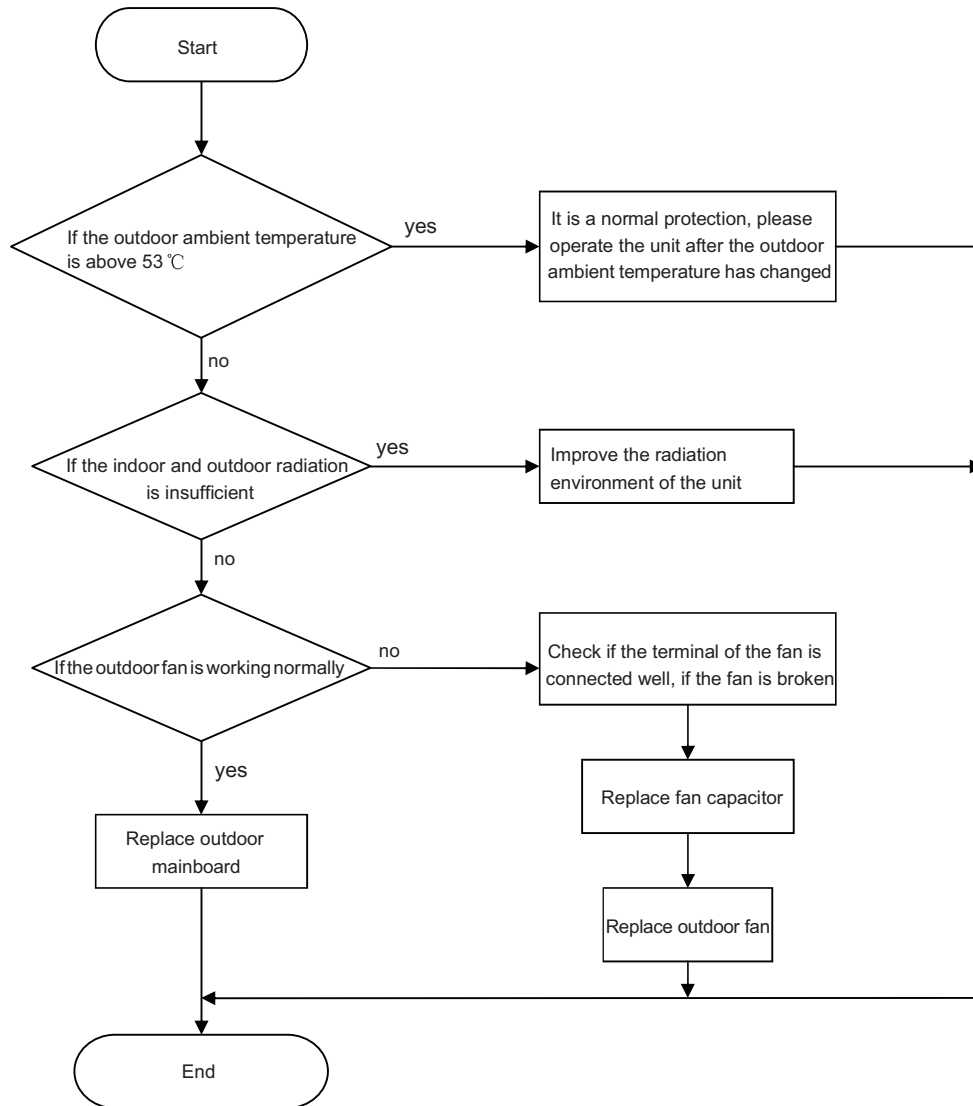 Start
If the outdoor ambient temperature
is above 53 ℃
yes
It is a normal protection, please
operate the unit after the outdoor
ambient temperature has changed
no
If the indoor and outdoor radiation
is insufficient
yes
Improve the radiation
environment of the unit
no
If the outdoor fan is working normally
no
Check if the terminal of the fan is
connected well, if the fan is broken
yes
Replace fan capacitor
Replace outdoor
mainboard
Replace outdoor fan
End